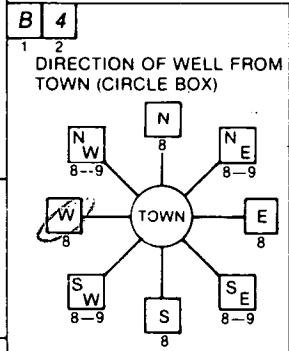 B 4
1 2
DIRECTION OF WELL FROM
TOWN (CIRCLE BOX)
N
8
N W
8--9
N E
8—9
W
8
TOWN
E
8
S W
8—9
S
8
S E
8—9